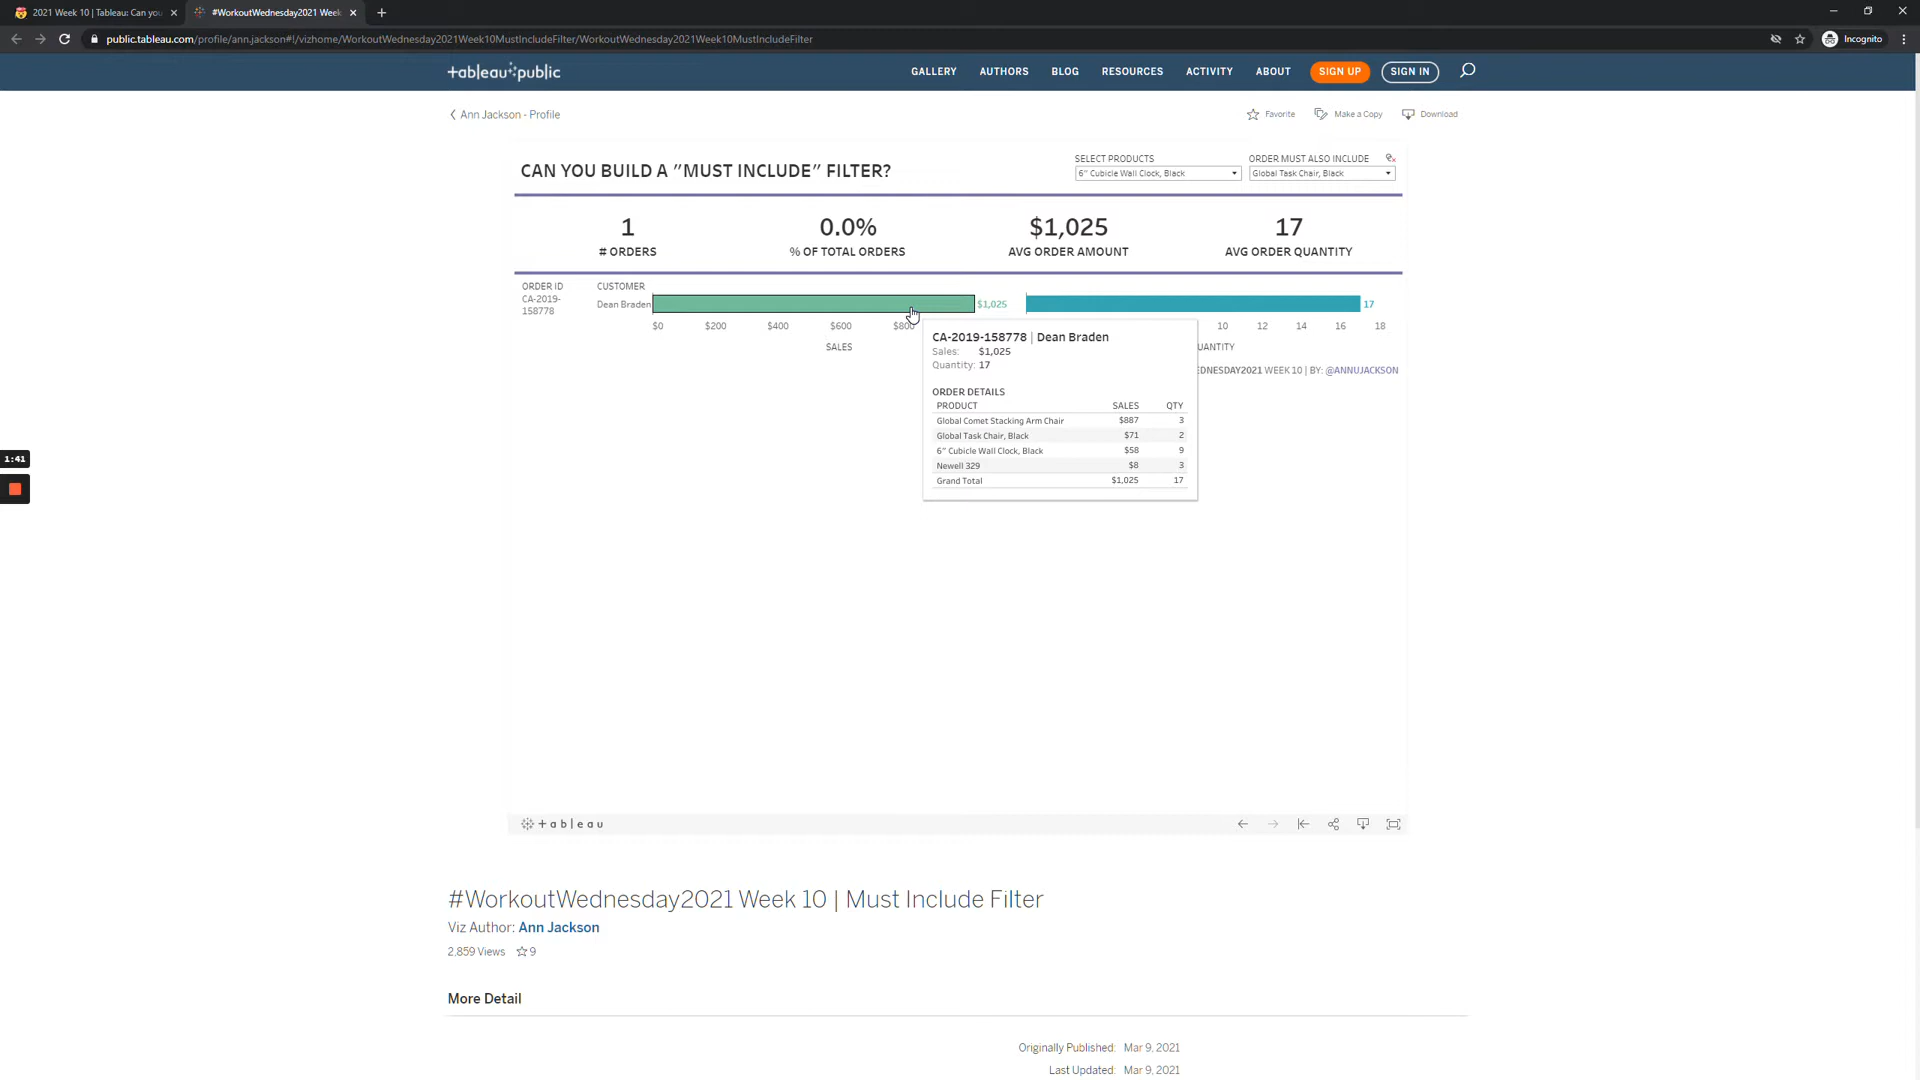 2021 Week 10 | Tableau: Can you
#WorkoutWednesday2021 Week
public.tableau.com/profile/ann.jackson#!/vizhome/WorkoutWednesday2021Week10MustIncludeFilter/WorkoutWednesday2021Week10MustIncludeFilter
Incognito
+ableau public
GALLERY AUTHORS BLOG RESOURCES ACTIVITY ABOUT SIGN UP SIGN IN
Ann Jackson - Profile
Favorite Make a Copy Download
CAN YOU BUILD A "MUST INCLUDE" FILTER?
SELECT PRODUCTS
6" Cubicle Wall Clock, Black
ORDER MUST ALSO INCLUDE
Global Task Chair, Black
1 0.0% $1,025 17
# ORDERS % OF TOTAL ORDERS AVG ORDER AMOUNT AVG ORDER QUANTITY
ORDER ID CUSTOMER
CA-2019-
158778
Dean Braden $1,025 17
$0 $200 $400 $600 $800 10 12 14 16 18
SALES UANTITY
EDNESDAY2021 WEEK 10 | BY: @ANNUJACKSON
CA-2019-158778 | Dean Braden
Sales: $1,025
Quantity: 17
ORDER DETAILS
PRODUCT SALES QTY
Global Comet Stacking Arm Chair $887 3
Global Task Chair, Black $71 2
6" Cubicle Wall Clock, Black $58 9
Newell 329 $8 3
Grand Total $1,025 17
1:41
+ableau
#WorkoutWednesday2021 Week 10 | Must Include Filter
Viz Author: Ann Jackson
2,859 Views 9
More Detail
Originally Published: Mar 9, 2021
Last Updated: Mar 9, 2021